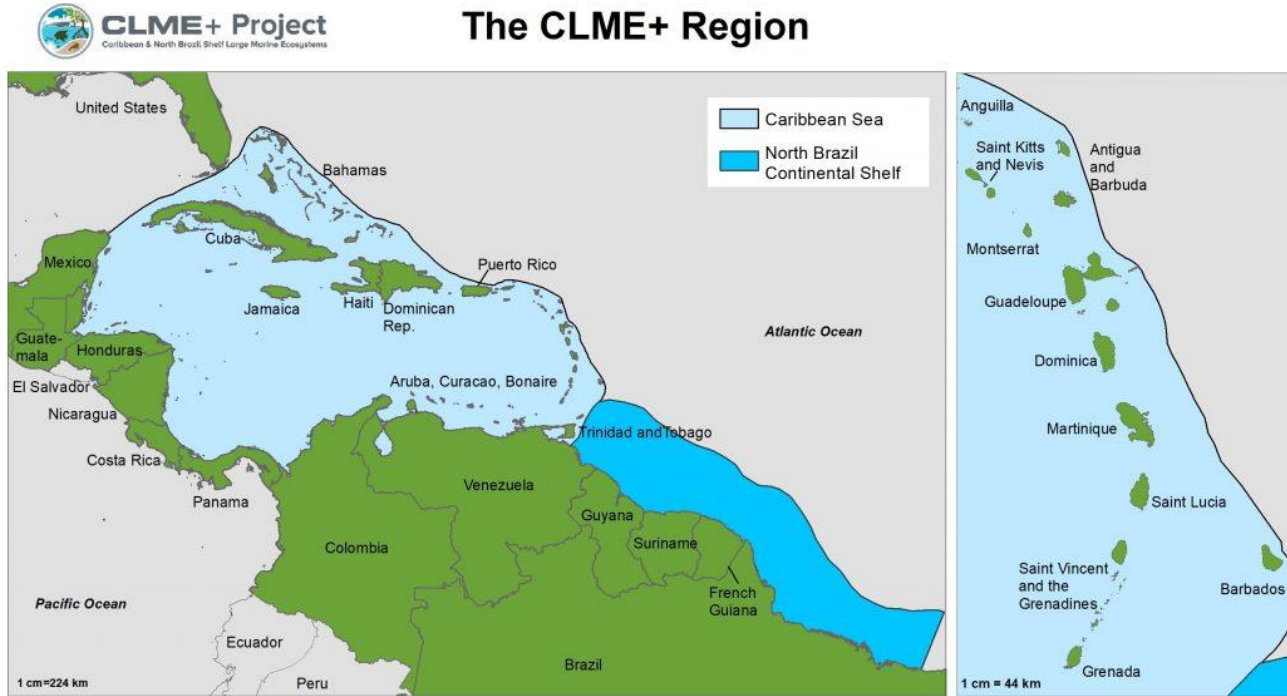 CLME+ Project
Caribbean & North Brazil Shelf Large Marine Ecosystems
The CLME+ Region
United States
Bahamas
Caribbean Sea
North Brazil
Continental Shelf
Cuba
Mexico
Puerto Rico
Jamaica
Haiti
Dominican
Rep.
Atlantic Ocean
Guate-
mala
Honduras
El Salvador
Nicaragua
Aruba, Curacao, Bonaire
Trinidad andTobago
Costa Rica
Panama
Venezuela
Guyana
Colombia
Suriname
French
Guiana
Pacific Ocean
Ecuador
Peru
Brazil
1 cm=224 km
Anguilla
Saint Kitts
and Nevis
Antigua
and
Barbuda
Montserrat
Guadeloupe
Dominica
Martinique
Saint Lucia
Saint Vincent
and the
Grenadines
Barbados
Grenada
1 cm = 44 km